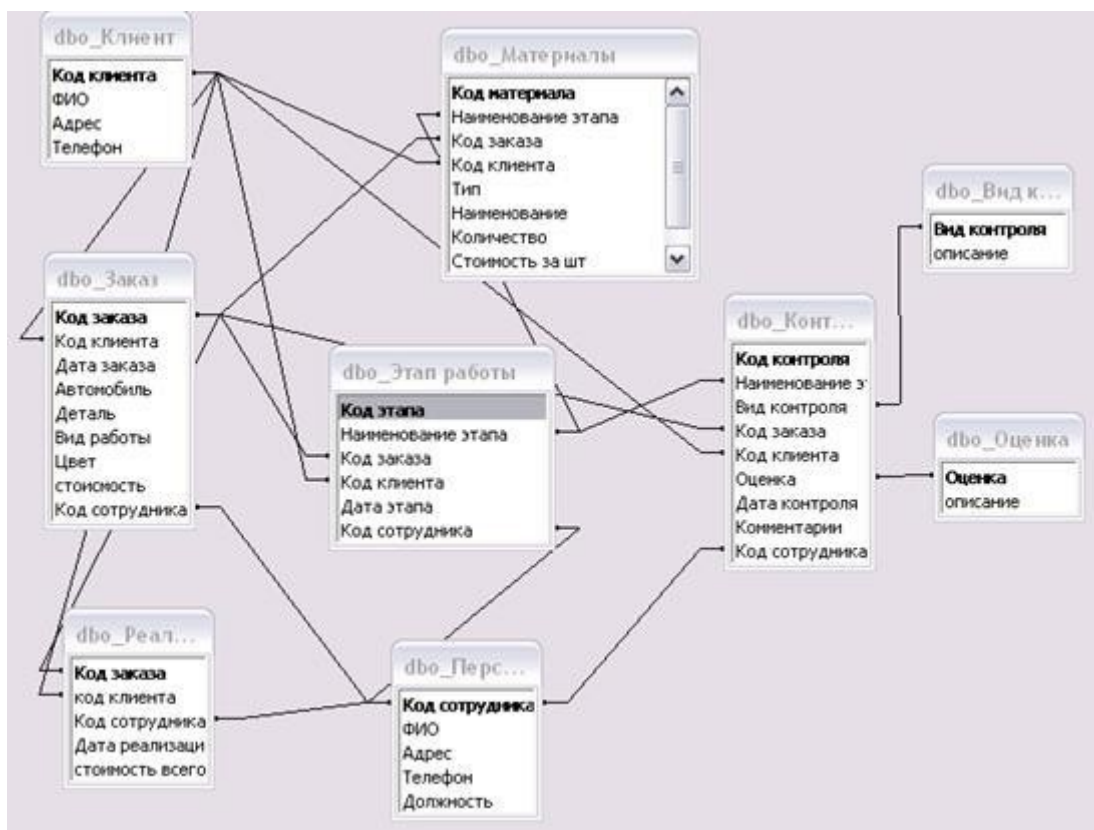 dbo_Клиент
Код клиента
ФИО
Адрес
Телефон
dbo_Материалы
Код материала
Наименование этапа
Код заказа
Код клиента
Тип
Наименование
Количество
Стоимость за шт
dbo_Вид к...
Вид контроля
описание
dbo_Заказ
Код заказа
Код клиента
Дата заказа
Автомобиль
Деталь
Вид работы
Цвет
стоисмость
Код сотрудника
dbo_Этап работы
Код этапа
Наименование этапа
Код заказа
Код клиента
Дата этапа
Код сотрудника
dbo_Конт...
Код контроля
Наименование э
Вид контроля
Код заказа
Код клиента
Оценка
Дата контроля
Комментарии
Код сотрудника
dbo_Оценка
Оценка
описание
dbo_Реал...
Код заказа
код клиента
Код сотрудника
Дата реализаци
стоимость всего
dbo_Перс...
Код сотрудника
ФИО
Адрес
Телефон
Должность